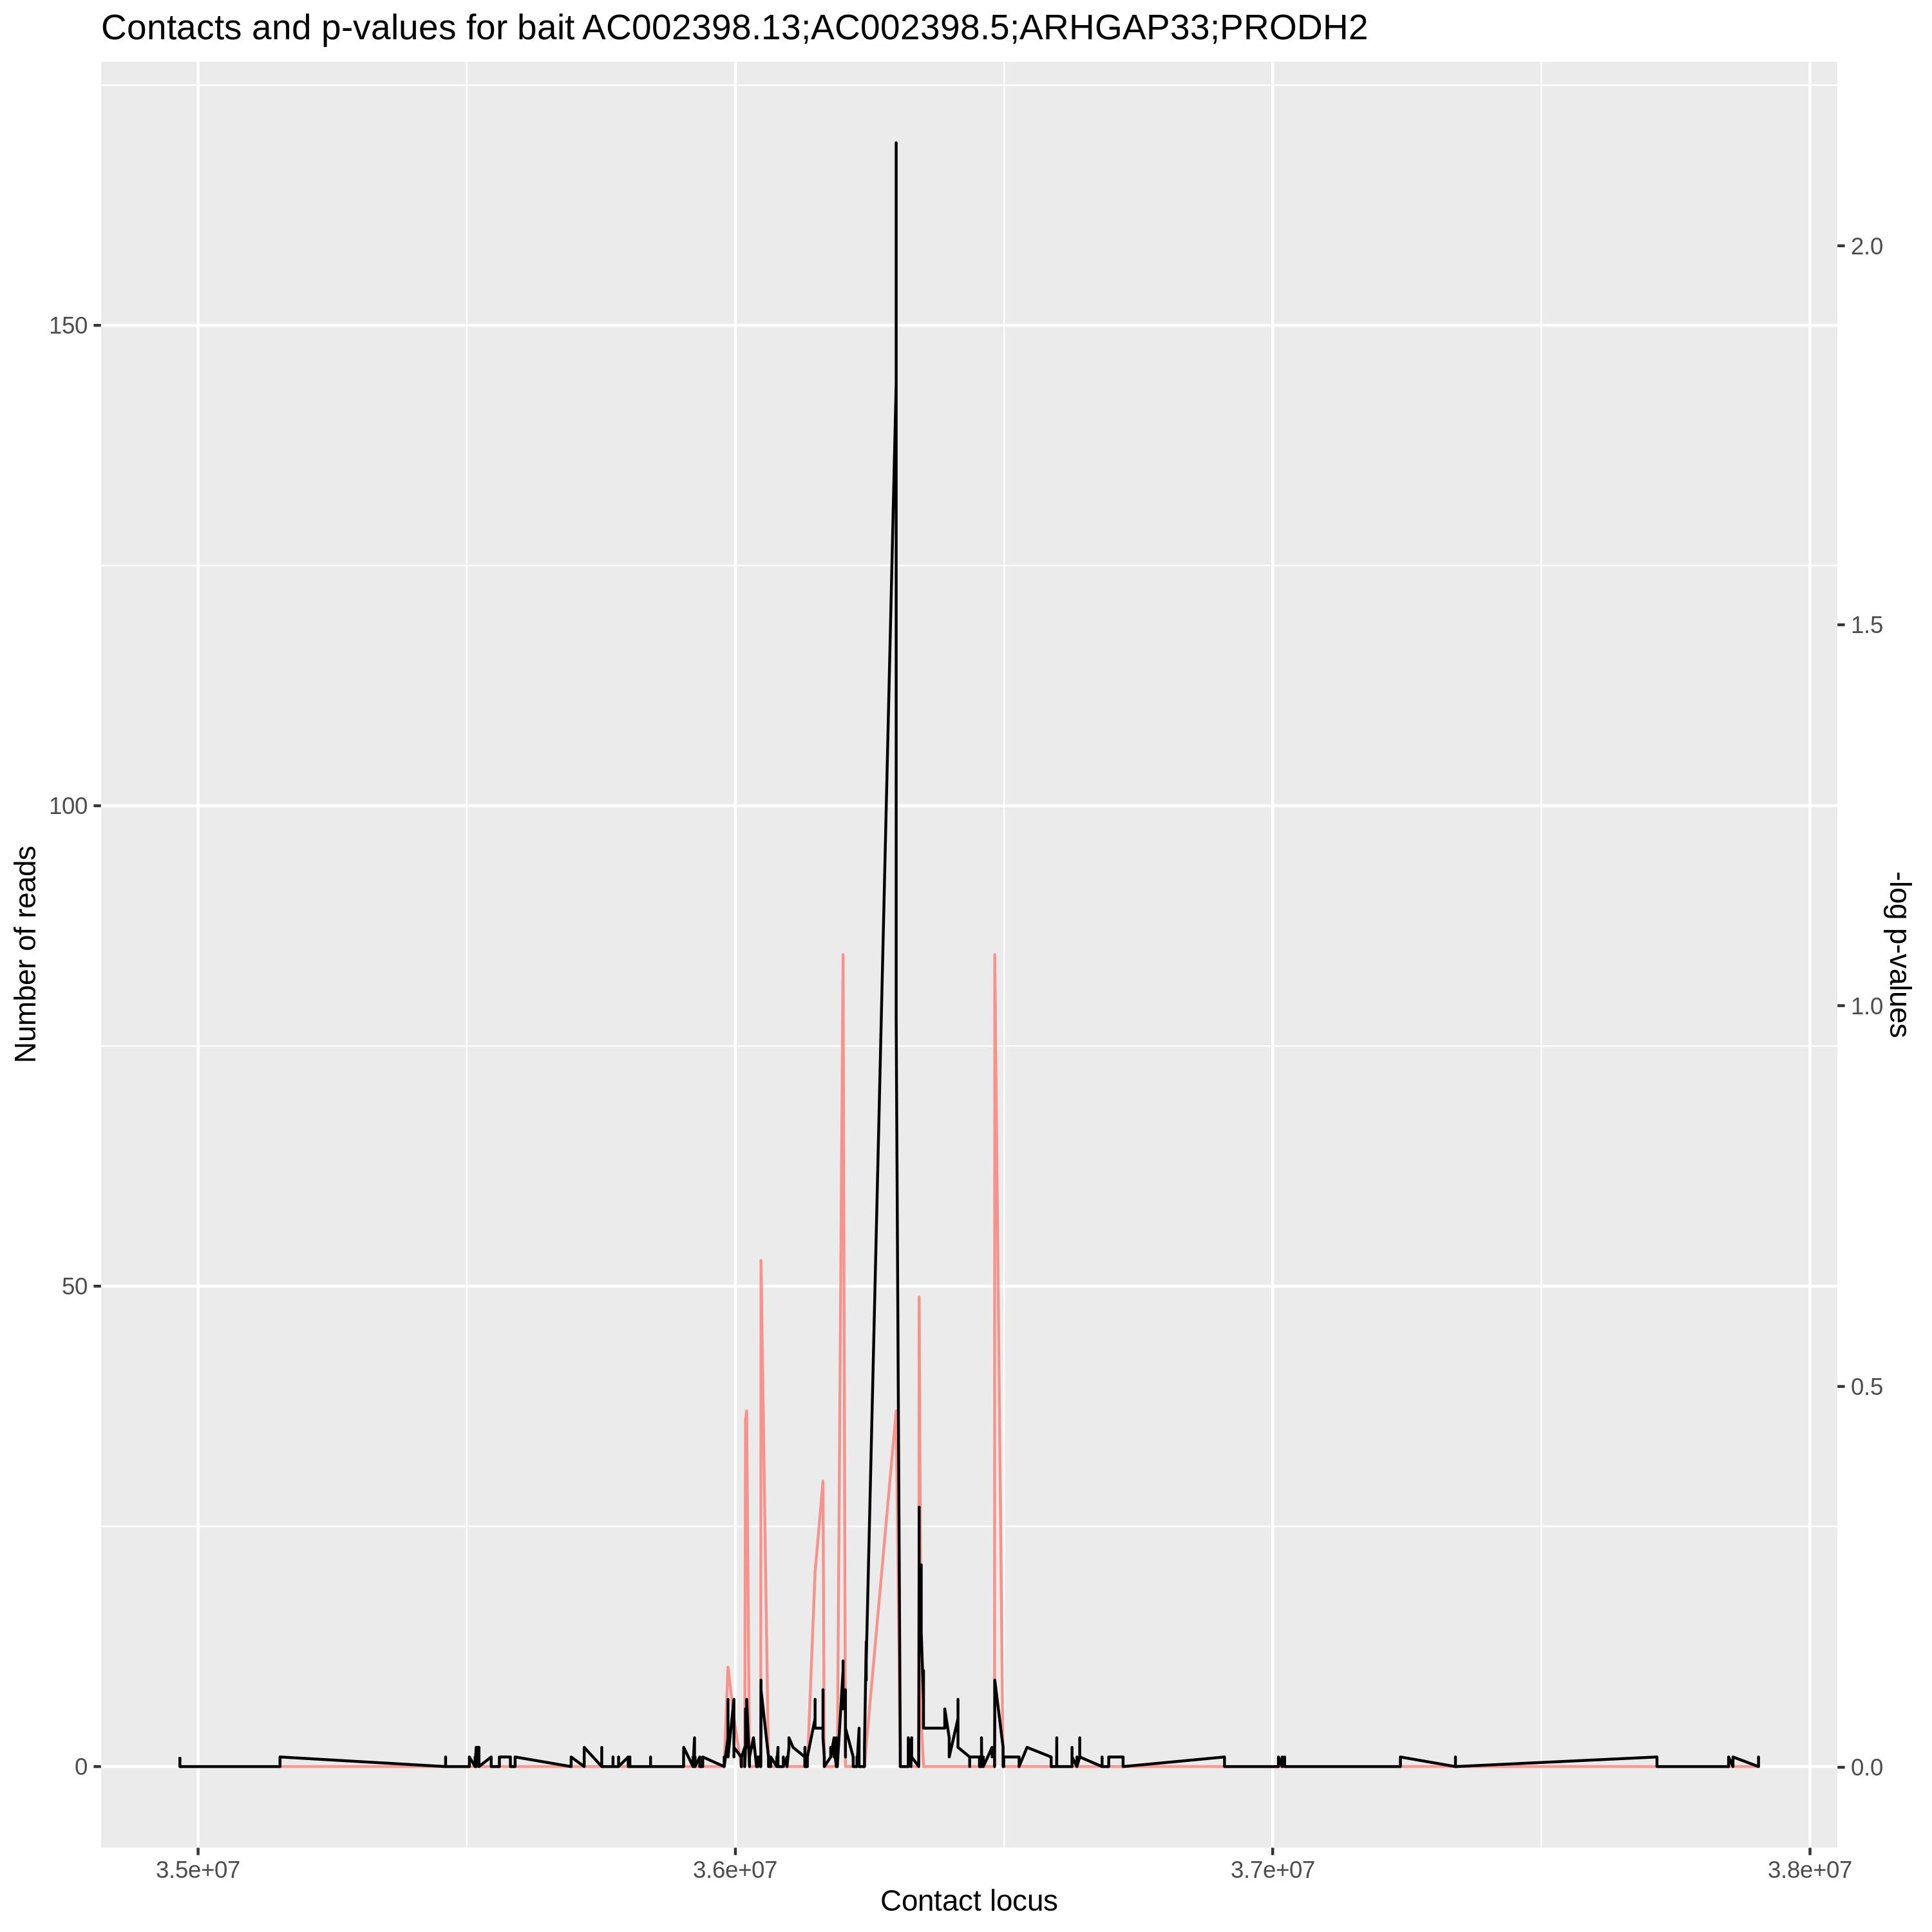 Contacts and p-values for bait AC002398.13;AC002398.5;ARHGAP33;PRODH2
150
100
50
0
Number of reads
2.0
1.5
1.0
0.5
0.0
-log p-values
3.5e+07
3.6e+07
3.7e+07
3.8e+07
Contact locus